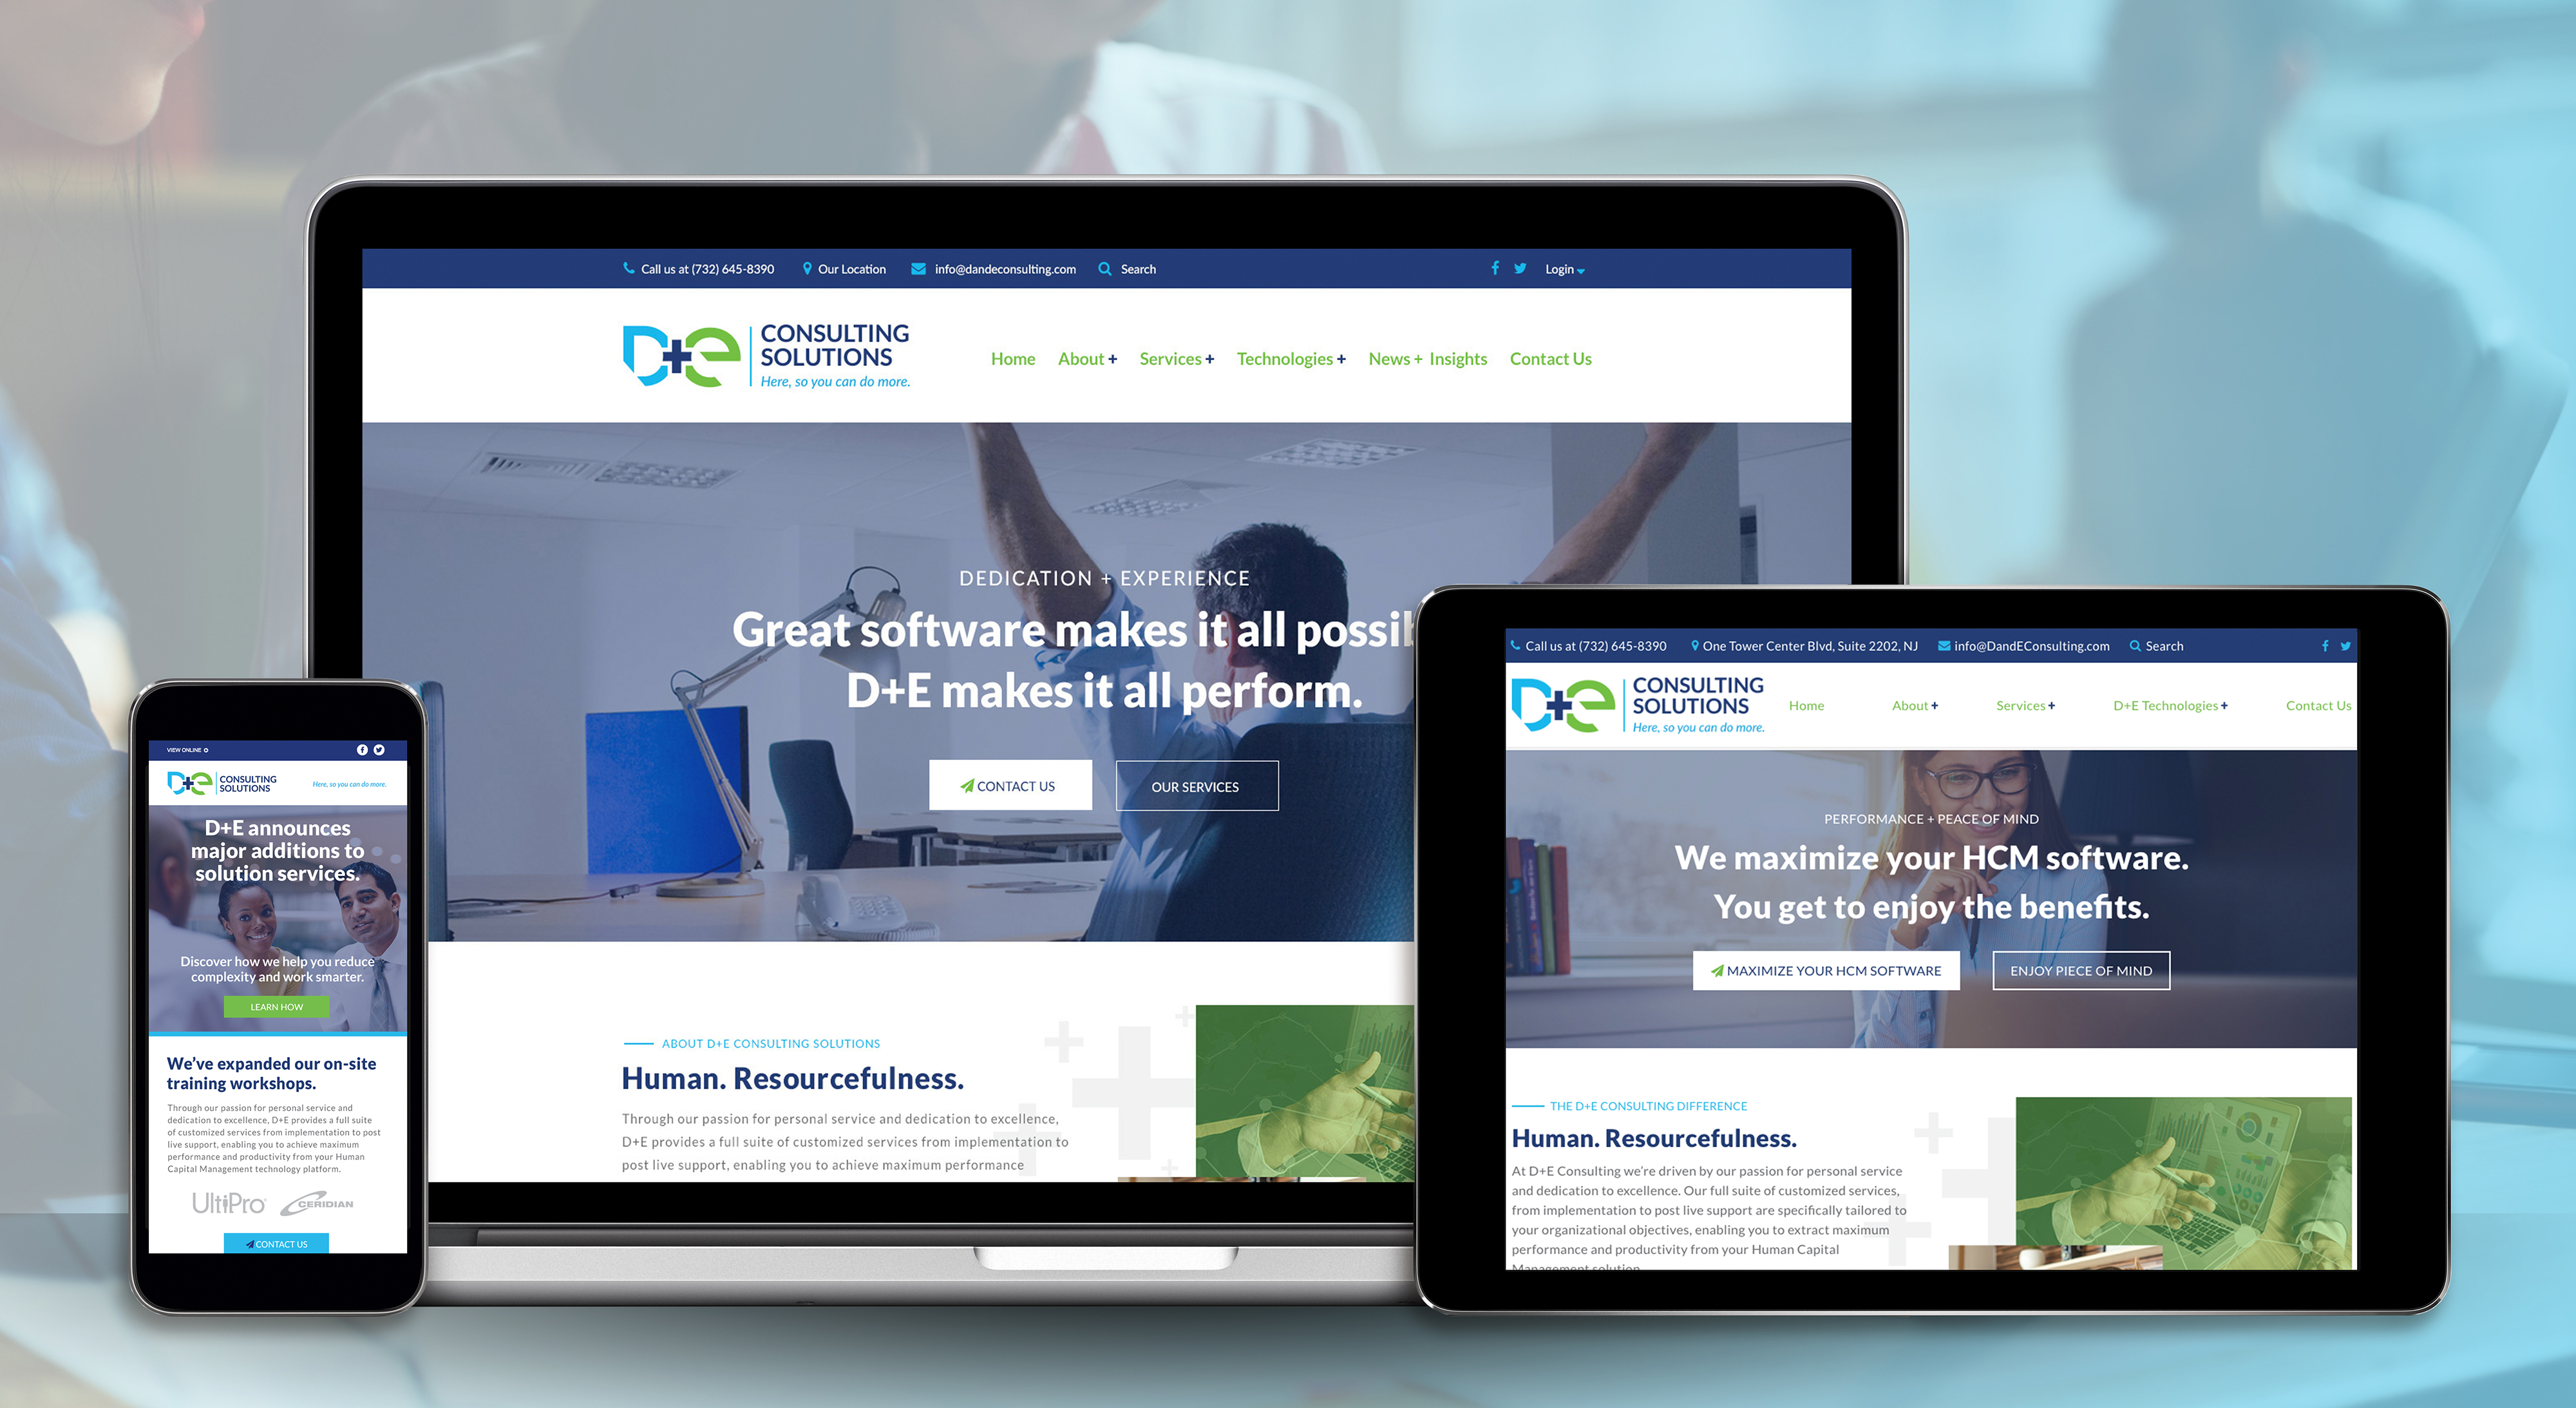 Call us at (732) 645-8390 Our Location info@dandeconsulting.com Search Login
D+e CONSULTING
SOLUTIONS
Here, so you can do more.
Home About + Services + Technologies + News + Insights Contact Us
DEDICATION + EXPERIENCE
Great software makes it all possi
D+E makes it all perform.
CONTACT US OUR SERVICES
ABOUT D+E CONSULTING SOLUTIONS
Human. Resourcefulness.
Through our passion for personal service and dedication to excellence,
D+E provides a full suite of customized services from implementation to
post live support, enabling you to achieve maximum performance
VIEW ONLINE
D+e CONSULTING
SOLUTIONS
Here, so you can do more.
D+E announces
major additions to
solution services.
Discover how we help you reduce
complexity and work smarter.
LEARN HOW
We've expanded our on-site
training workshops.
Through our passion for personal service and
dedication to excellence, D+E provides a full suite
of customized services from implementation to post
live support, enabling you to achieve maximum
performance and productivity from your Human
Capital Management technology platform.
UltiPro CERIDIAN
CONTACT US
Call us at (732) 645-8390 One Tower Center Blvd, Suite 2202, NJ info@DandEConsulting.com Search
D+e CONSULTING
SOLUTIONS
Here, so you can do more.
Home About + Services + D+E Technologies + Contact Us
PERFORMANCE + PEACE OF MIND
We maximize your HCM software.
You get to enjoy the benefits.
MAXIMIZE YOUR HCM SOFTWARE ENJOY PIECE OF MIND
THE D+E CONSULTING DIFFERENCE
Human. Resourcefulness.
At D+E Consulting we're driven by our passion for personal service
and dedication to excellence. Our full suite of customized services,
from implementation to post live support are specifically tailored to
your organizational objectives, enabling you to extract maximum
performance and productivity from your Human Capital
Management solution